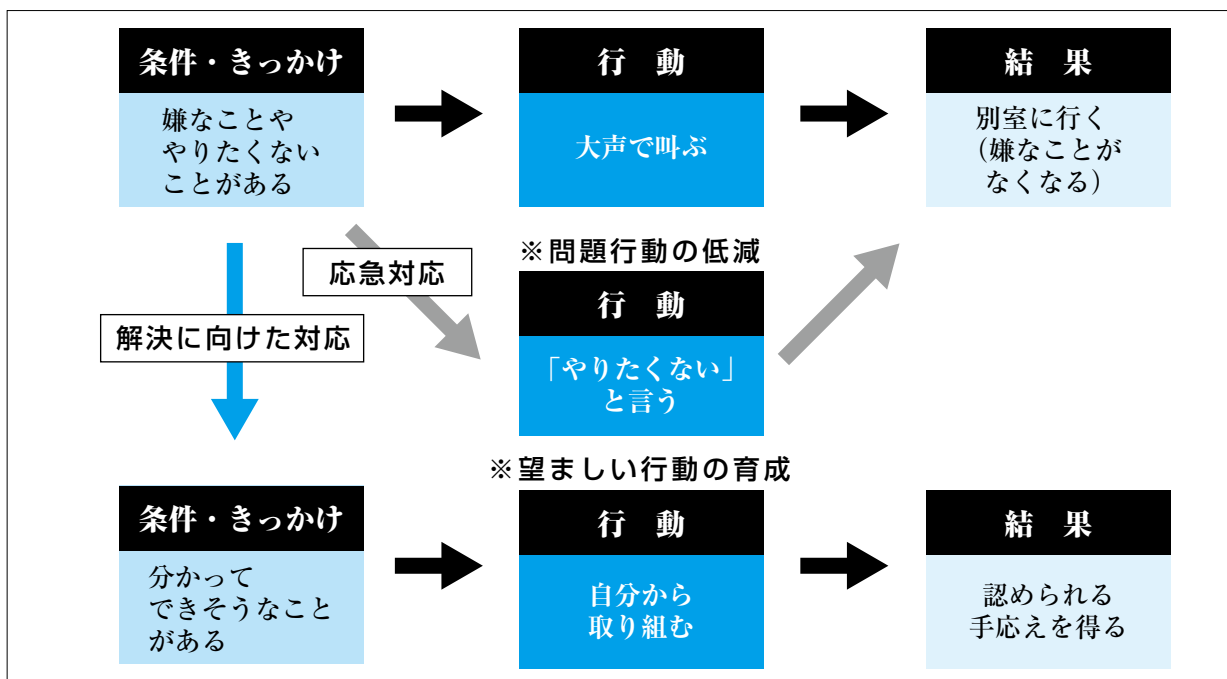 条件・きっかけ
嫌なことや
やりたくない
ことがある
行 動
大声で叫ぶ
結 果
別室に行く
（嫌なことが
なくなる）
※問題行動の低減
応急対応
解決に向けた対応
行 動
「やりたくない」
と言う
※望ましい行動の育成
条件・きっかけ
分かって
できそうなこと
がある
行 動
自分から
取り組む
結 果
認められる
手応えを得る